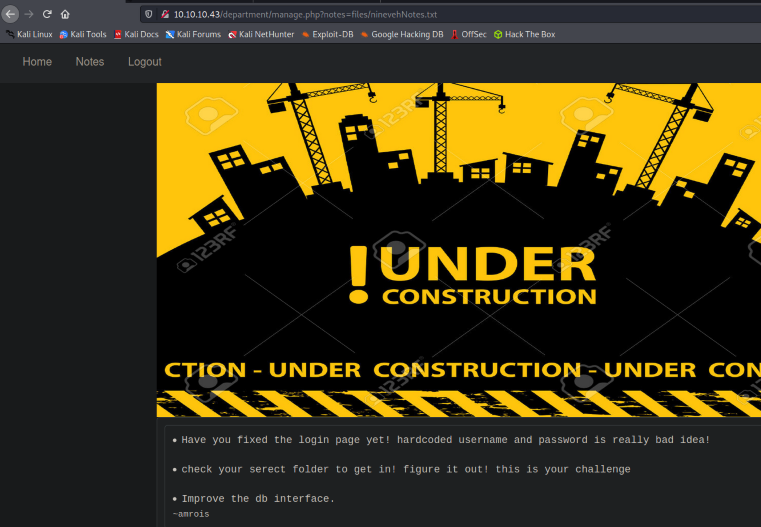 10.10.10.43/department/manage.php?notes=files/ninevehNotes.txt
Kali Linux Kali Tools Kali Docs Kali Forums Kali NetHunter Exploit-DB Google Hacking DB OffSec Hack The Box
Home Notes Logout
123RF
123RF
!UNDER
CONSTRUCTION
123RF
CTION - UNDER CONSTRUCTION - UNDER CON
123RF
• Have you fixed the login page yet! hardcoded username and password is really bad idea!
• check your serect folder to get in! figure it out! this is your challenge
• Improve the db interface.
~amrois